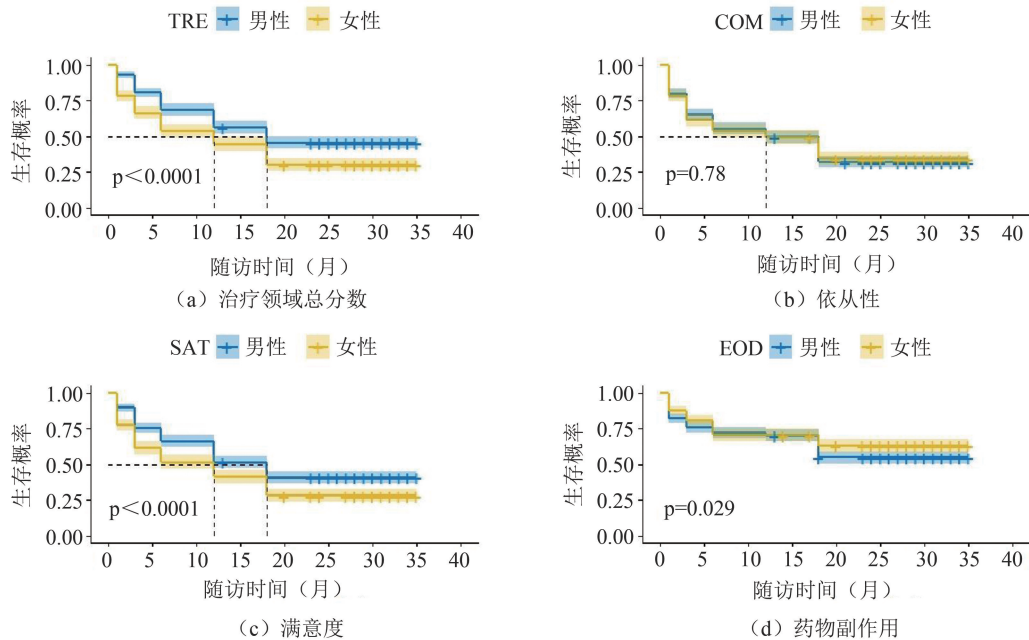 TRE 男性 女性
1.00
0.75
0.50
0.25
0.00
生存概率
p＜0.0001
0 5 10 15 20 25 30 35 40
随访时间（月）
（a）治疗领域总分数
COM 男性 女性
1.00
0.75
0.50
0.25
0.00
生存概率
p=0.78
0 5 10 15 20 25 30 35 40
随访时间（月）
（b）依从性
SAT 男性 女性
1.00
0.75
0.50
0.25
0.00
生存概率
p＜0.0001
0 5 10 15 20 25 30 35 40
随访时间（月）
（c）满意度
EOD 男性 女性
1.00
0.75
0.50
0.25
0.00
生存概率
p=0.029
0 5 10 15 20 25 30 35 40
随访时间（月）
（d）药物副作用